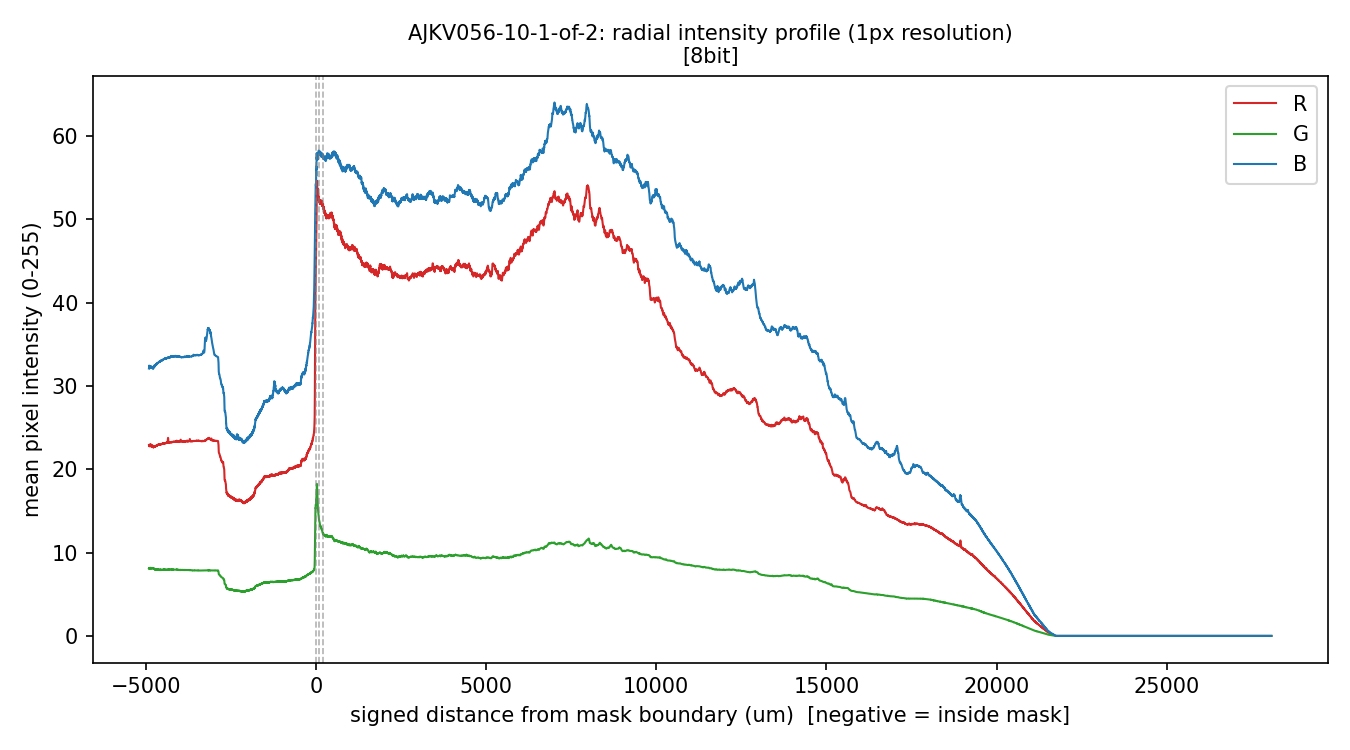 AJKV056-10-1-of-2: radial intensity profile (1px resolution)
[8bit]
R
G
B
60
50
40
30
20
10
0
mean pixel intensity (0-255)
−5000 0 5000 10000 15000 20000 25000
signed distance from mask boundary (um)  [negative = inside mask]